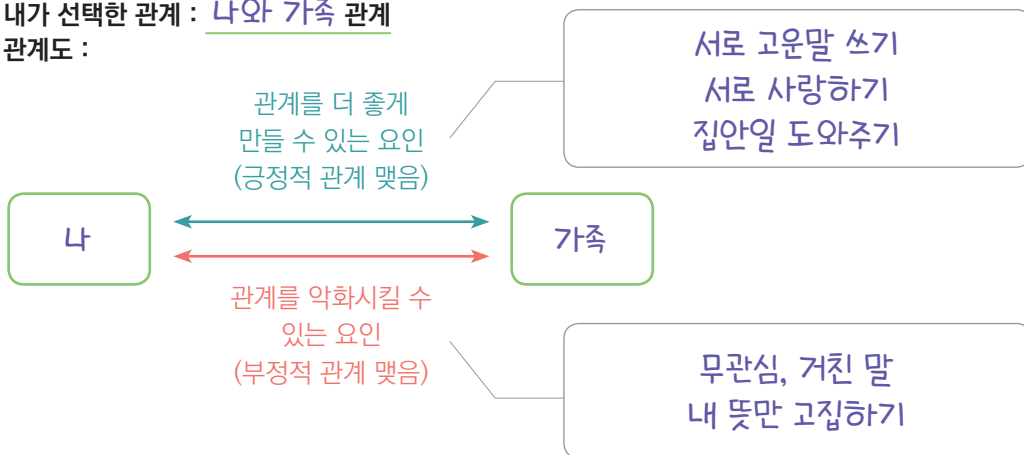 내가 선택한 관계 : 나와 가족 관계
관계도 :
관계를 더 좋게
만들 수 있는 요인
(긍정적 관계 맺음)
서로 고운말 쓰기
서로 사랑하기
집안일 도와주기
나
가족
관계를 악화시킬 수
있는 요인
(부정적 관계 맺음)
무관심, 거친 말
내 뜻만 고집하기